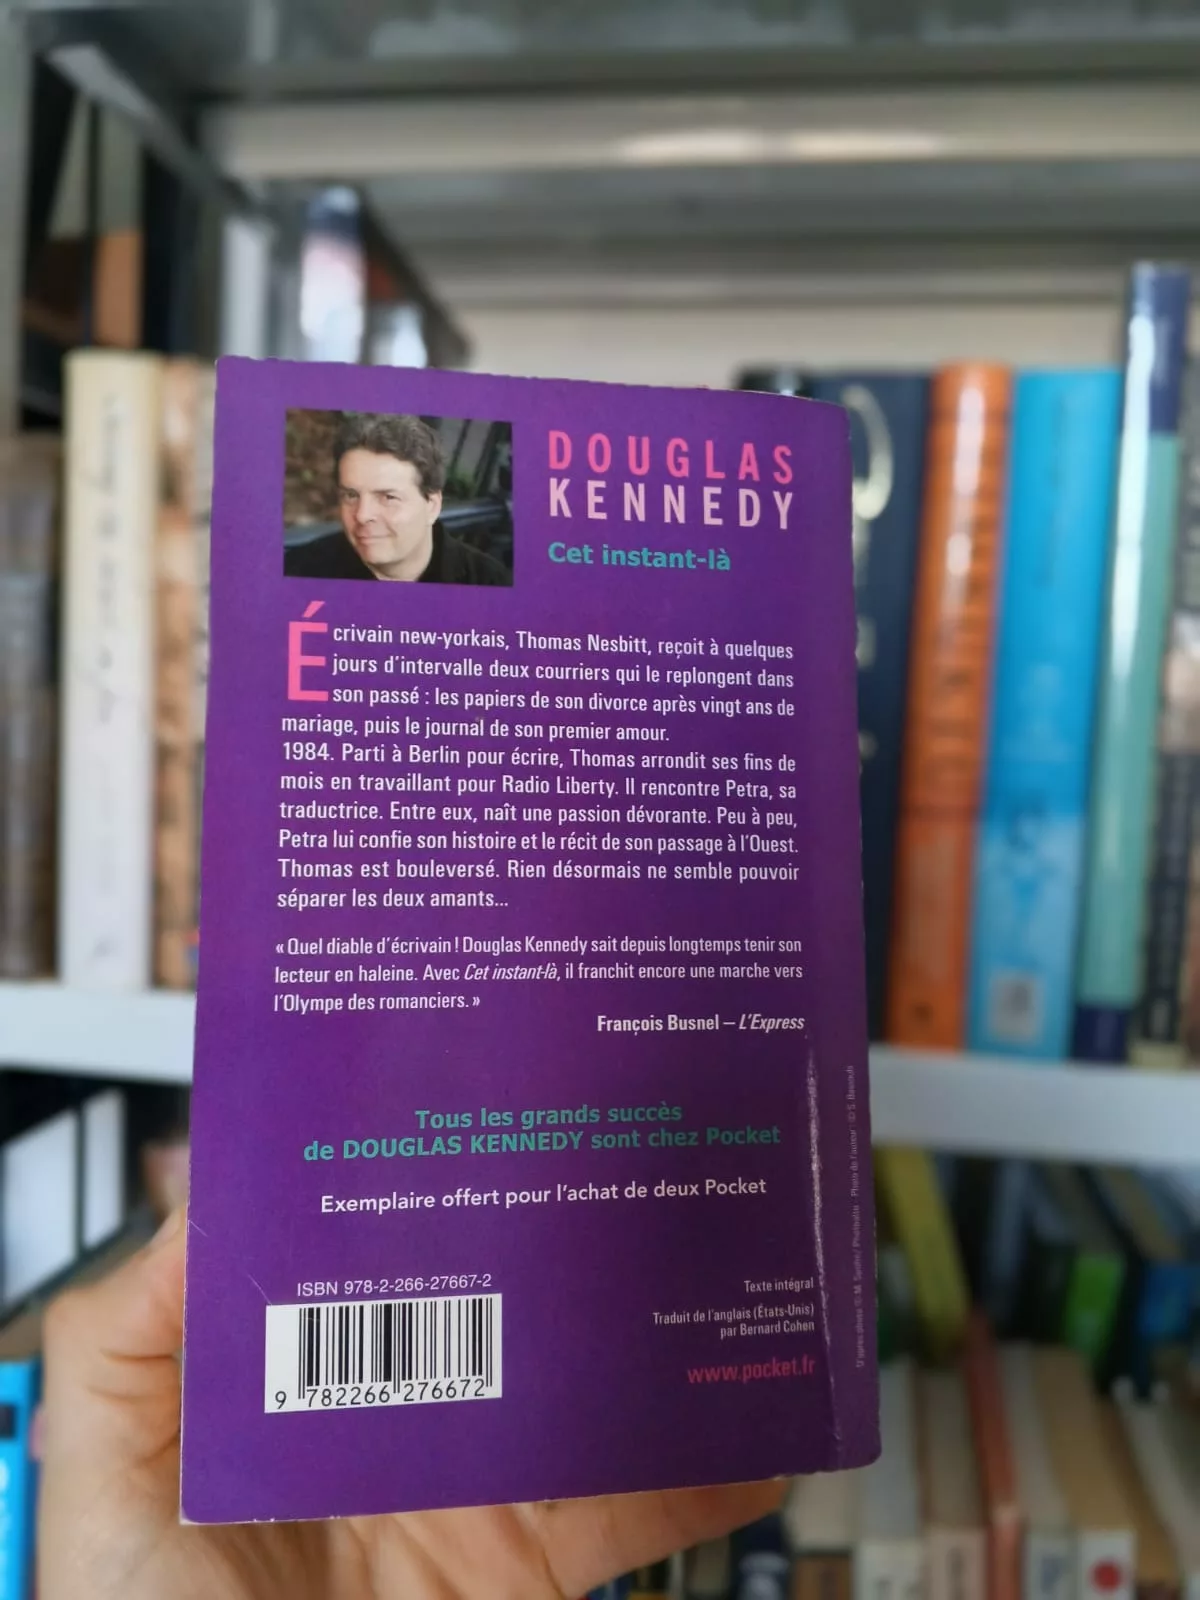 DOUGLAS
KENNEDY
Cet instant-là
Écrivain new-yorkais, Thomas Nesbitt, reçoit à quelques
jours d'intervalle deux courriers qui le replongent dans
son passé : les papiers de son divorce après vingt ans de
mariage, puis le journal de son premier amour.
1984. Parti à Berlin pour écrire, Thomas arrondit ses fins de
mois en travaillant pour Radio Liberty. Il rencontre Petra, sa
traductrice. Entre eux, naît une passion dévorante. Peu à peu,
Petra lui confie son histoire et le récit de son passage à l'Ouest.
Thomas est bouleversé. Rien désormais ne semble pouvoir
séparer les deux amants...
« Quel diable d'écrivain ! Douglas Kennedy sait depuis longtemps tenir son
lecteur en haleine. Avec Cet instant-là, il franchit encore une marche vers
l'Olympe des romanciers. »
François Busnel – L'Express
Tous les grands succès
de DOUGLAS KENNEDY sont chez Pocket
Exemplaire offert pour l'achat de deux Pocket
ISBN 978-2-266-27667-2
9 782266 276672
Texte intégral
Traduit de l'anglais (États-Unis)
par Bernard Cohen
www.pocket.fr
Photo de l'auteur : ©